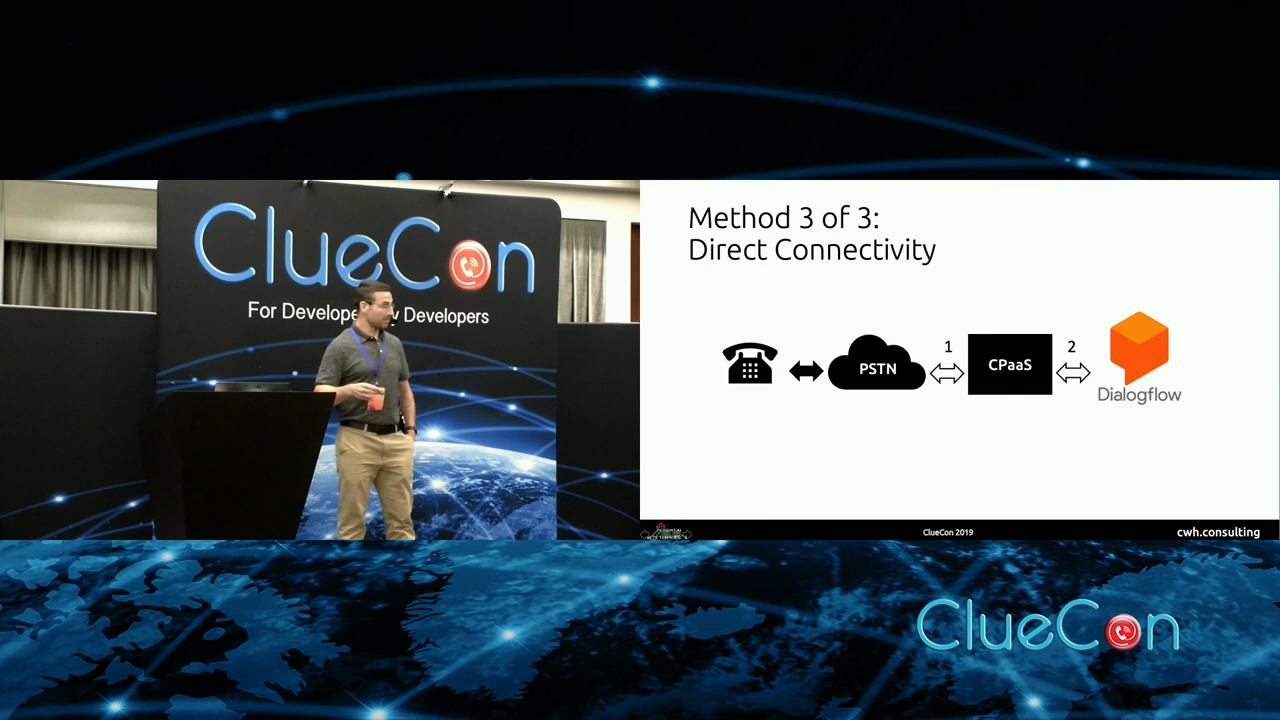 ClueCon
For Develope
Developers
Method 3 of 3:
Direct Connectivity
PSTN
1
CPaaS
2
Dialogflow
ClueCon 2019
cwh.consulting
ClueCon